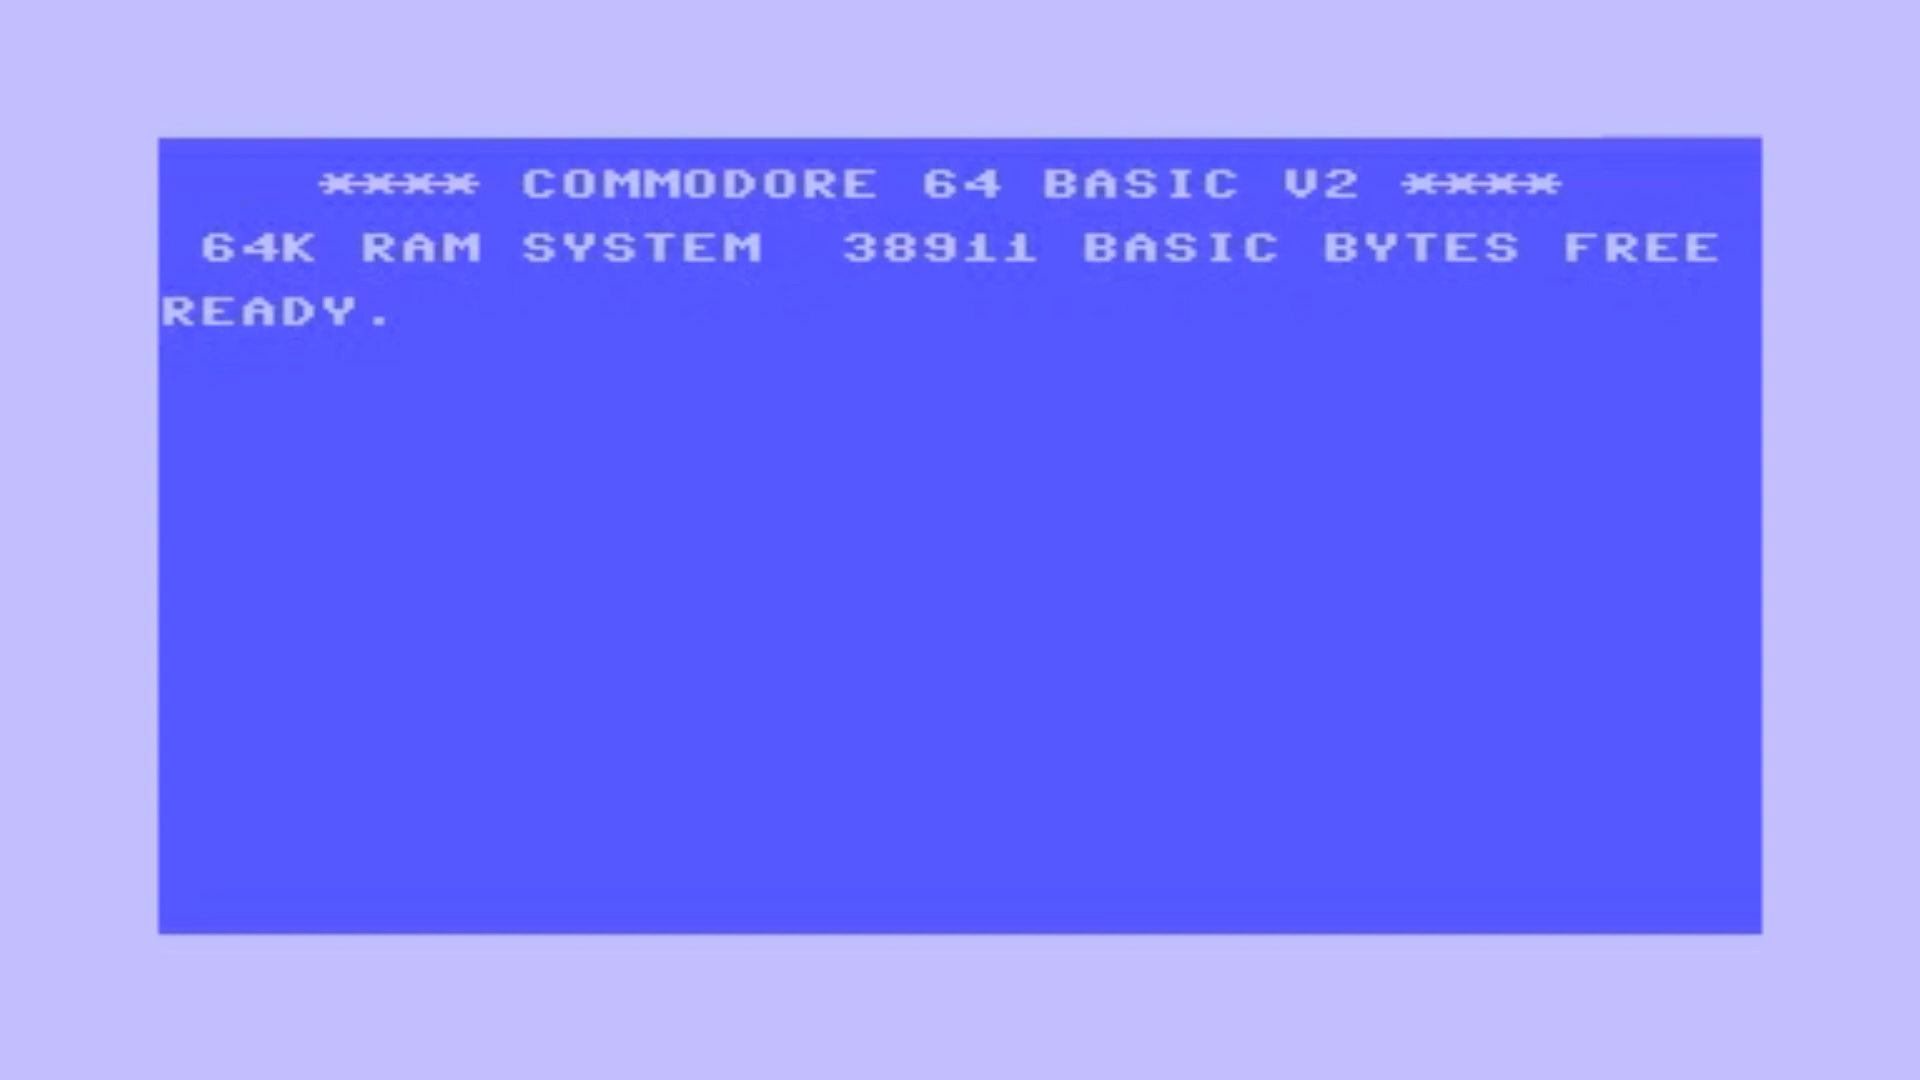 **** COMMODORE 64 BASIC V2 ****
64K RAM SYSTEM  38911 BASIC BYTES FREE
READY.